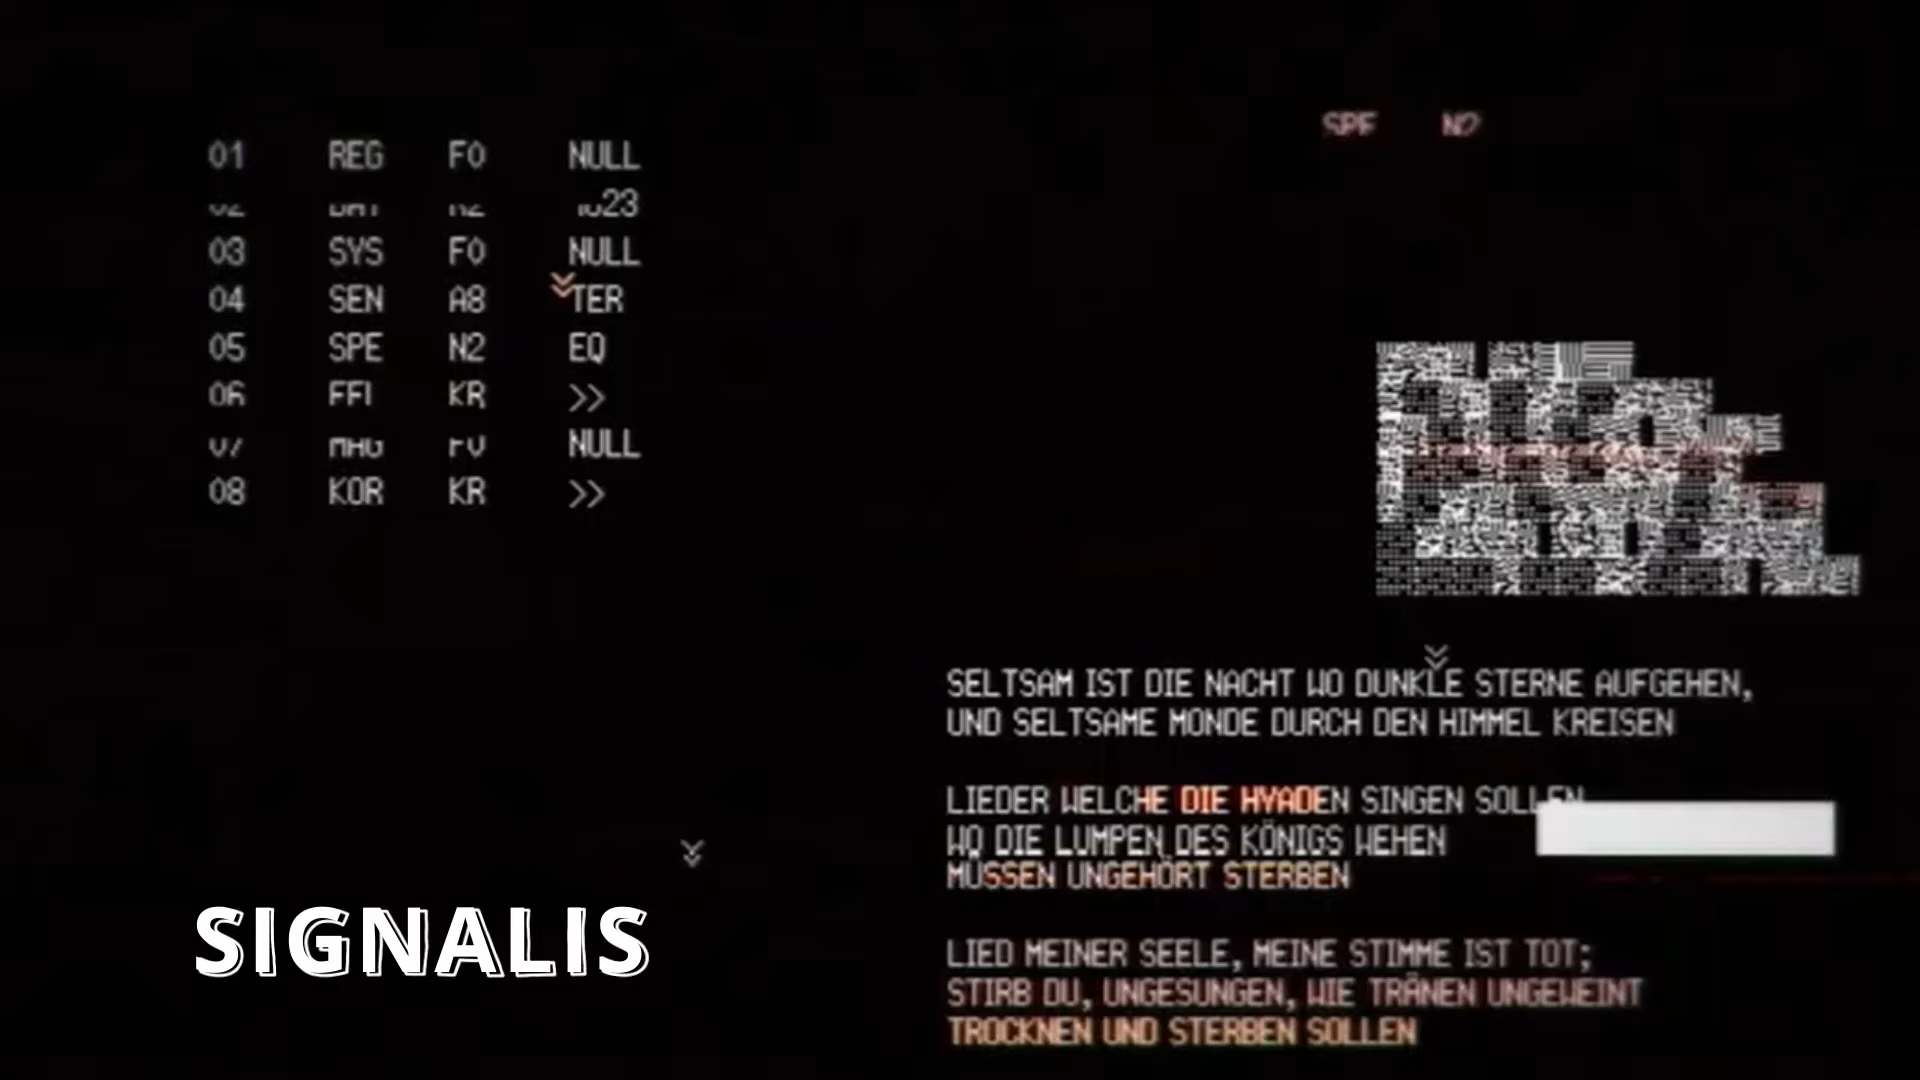 SPE N2
01 REG F0 NULL
23
03 SYS F0 NULL
04 SEN A8 TER
05 SPE N2 EQ
06 KR >>
NULL
08 KOR KR >>
SELTSAM IST DIE NACHT WO DUNKLE STERNE AUFGEHEN,
UND SELTSAME MONDE DURCH DEN HIMMEL KREISEN
LIEDER WELCHE DIE HYADEN SINGEN SOLLEN
WO DIE LUMPEN DES KÖNIGS WEHEN
MÜSSEN UNGEHÖRT STERBEN
LIED MEINER SEELE, MEINE STIMME IST TOT;
STIRB DU, UNGESUNGEN, WIE TRÄNEN UNGEWEINT
TROCKNEN UND STERBEN SOLLEN
SIGNALIS